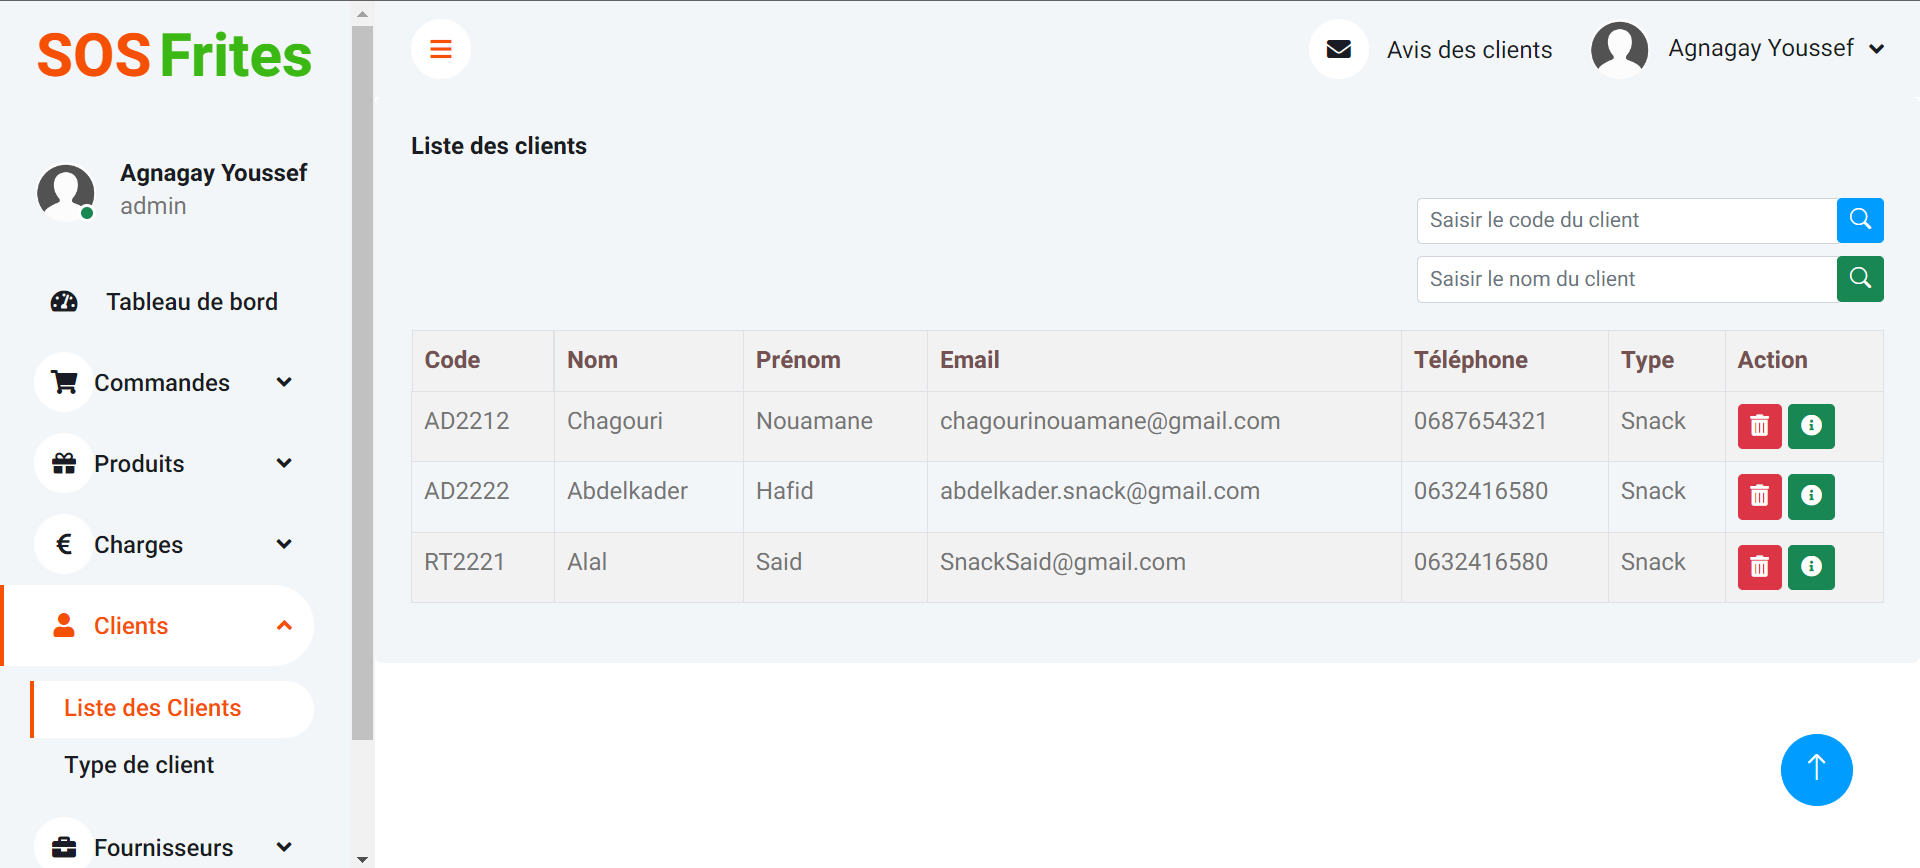 SOS Frites
Agnagay Youssef
admin
Tableau de bord
Commandes
Produits
€ Charges
Clients
Liste des Clients
Type de client
Fournisseurs
Avis des clients
Agnagay Youssef
Liste des clients
Saisir le code du client
Saisir le nom du client
Code Nom Prénom Email Téléphone Type Action
AD2212 Chagouri Nouamane chagourinouamane@gmail.com 0687654321 Snack
AD2222 Abdelkader Hafid abdelkader.snack@gmail.com 0632416580 Snack
RT2221 Alal Said SnackSaid@gmail.com 0632416580 Snack